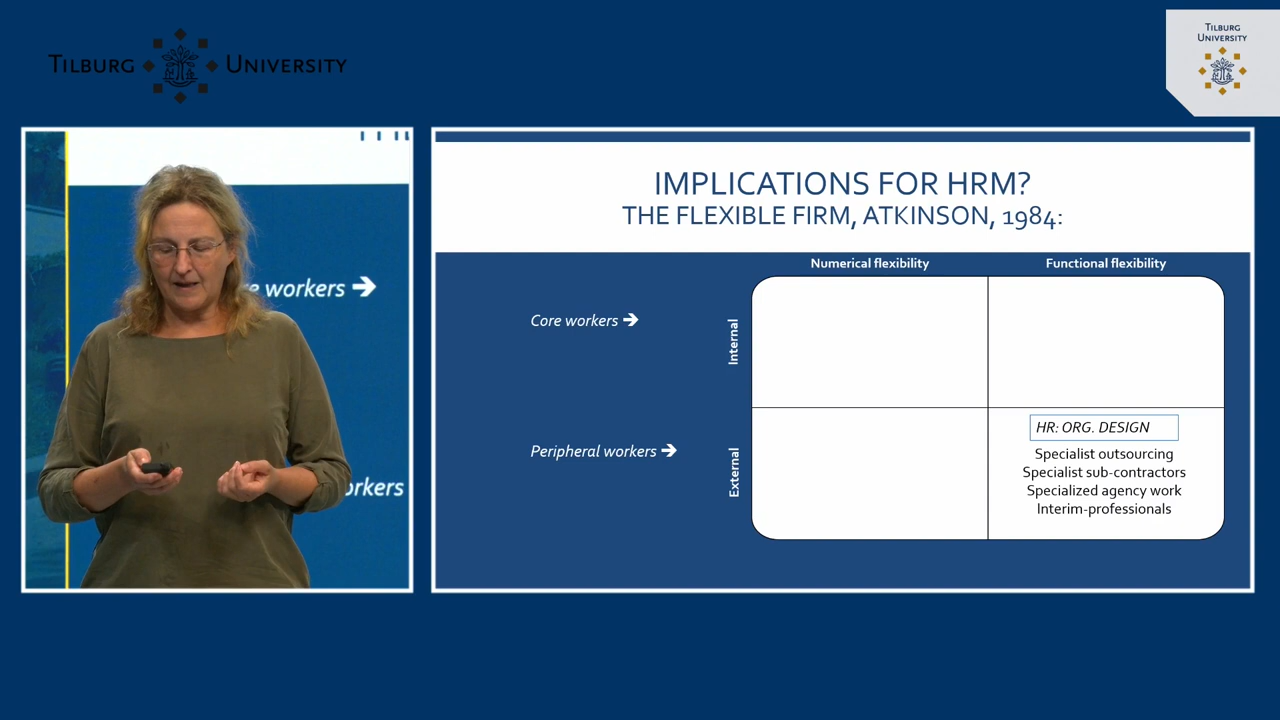 TILBURG UNIVERSITY
TILBURG
UNIVERSITY
e workers →
orkers
IMPLICATIONS FOR HRM?
THE FLEXIBLE FIRM, ATKINSON, 1984:
Numerical flexibility
Functional flexibility
Core workers →
Internal
Peripheral workers →
External
HR: ORG. DESIGN
Specialist outsourcing
Specialist sub-contractors
Specialized agency work
Interim-professionals